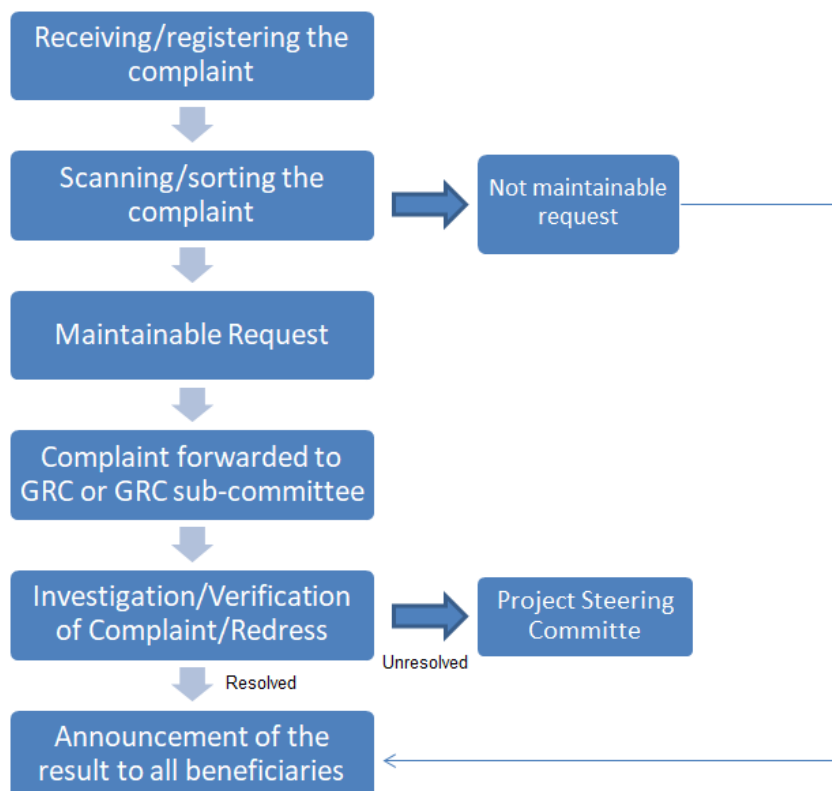 Receiving/registering the
complaint
Scanning/sorting the
complaint
Not maintainable
request
Maintainable Request
Complaint forwarded to
GRC or GRC sub-committee
Investigation/Verification
of Complaint/Redress
Project Steering
Committe
Unresolved
Resolved
Announcement of the
result to all beneficiaries